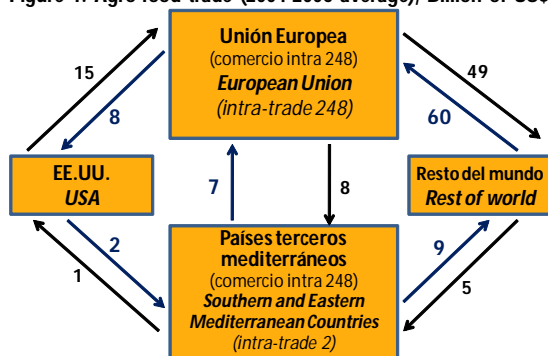 Figure 1. Agro-food trade (2004-2008 average), Billion of US$
Unión Europea
(comercio intra 248)
European Union
(intra-trade 248)
15
8
49
60
EE.UU.
USA
7
8
Resto del mundo
Rest of world
2
1
Países terceros
mediterráneos
(comercio intra 248)
Southern and Eastern
Mediterranean Countries
(intra-trade 2)
9
5